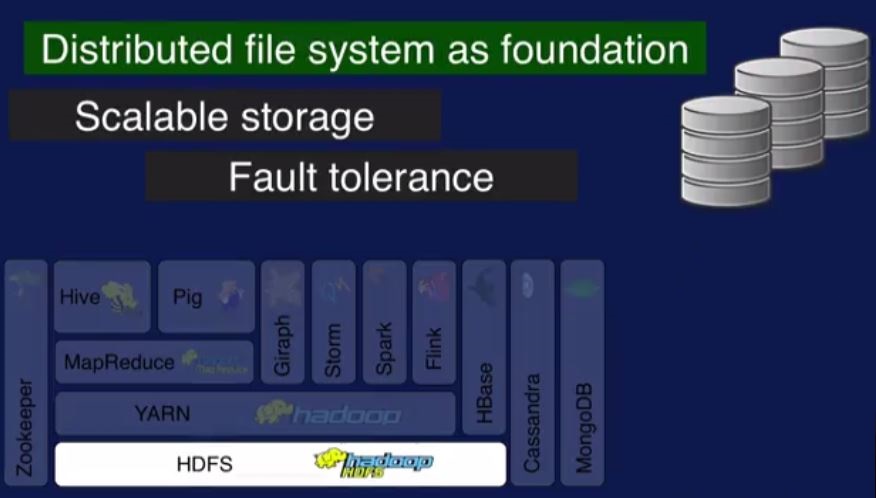 Distributed file system as foundation
Scalable storage
Fault tolerance
Zookeeper
Hive
Pig
Giraph
Storm
Spark
Flink
HBase
Cassandra
MongoDB
MapReduce
YARN
hadoop
HDFS
hadoop
HDFS